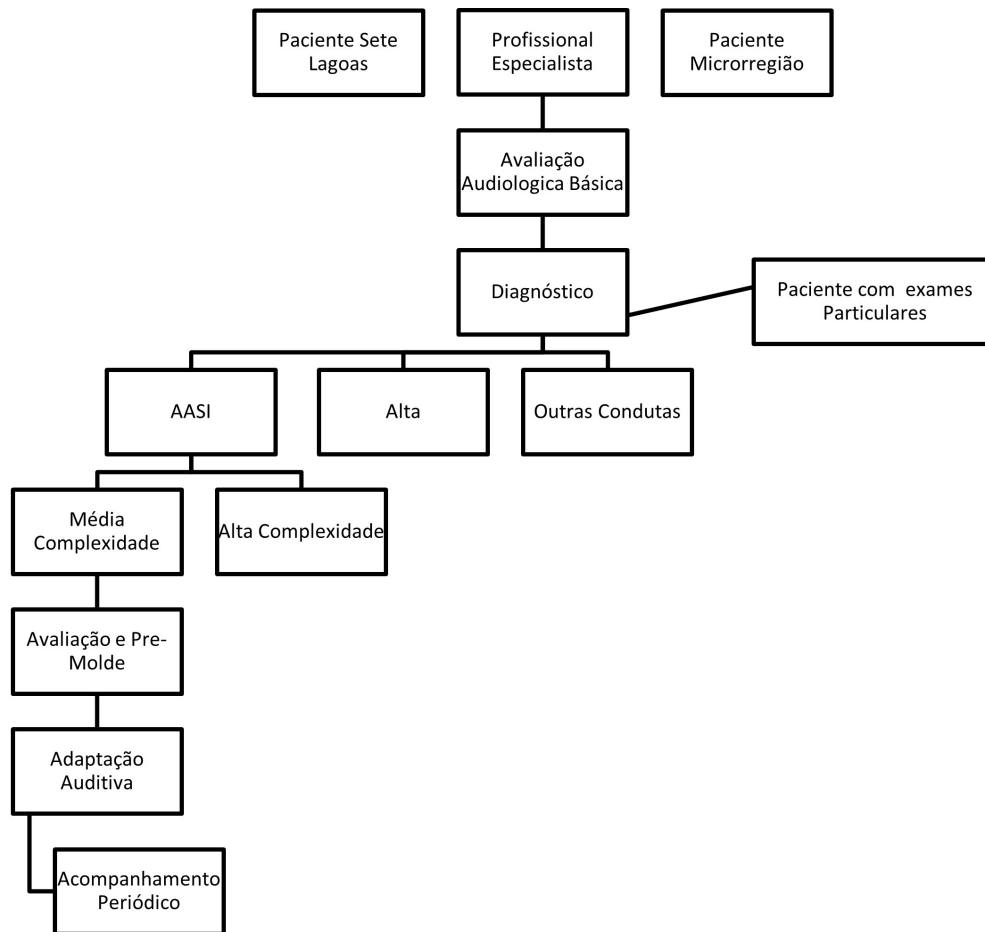 Paciente Sete
Lagoas
Profissional
Especialista
Paciente
Microrregião
Avaliação
Audiologica Básica
Diagnóstico
Paciente com  exames
Particulares
AASI
Alta
Outras Condutas
Média
Complexidade
Alta Complexidade
Avaliação e Pre-
Molde
Adaptação
Auditiva
Acompanhamento
Periódico